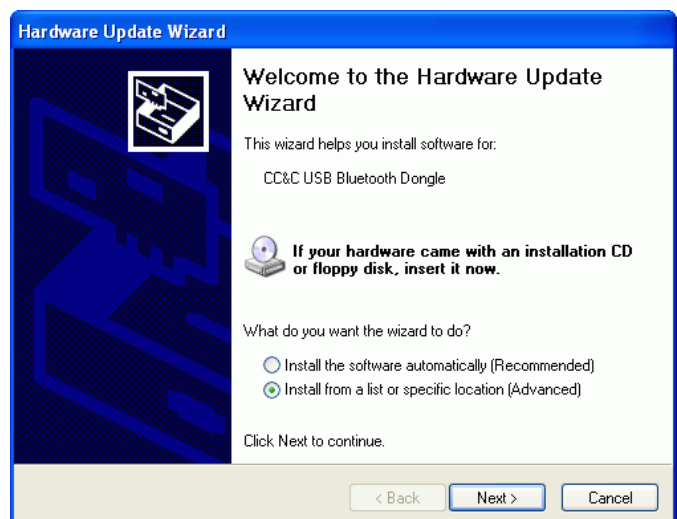 Hardware Update Wizard
Welcome to the Hardware Update
Wizard
This wizard helps you install software for:
CC&C USB Bluetooth Dongle
If your hardware came with an installation CD
or floppy disk, insert it now.
What do you want the wizard to do?
Install the software automatically (Recommended)
Install from a list or specific location (Advanced)
Click Next to continue.
< Back Next > Cancel